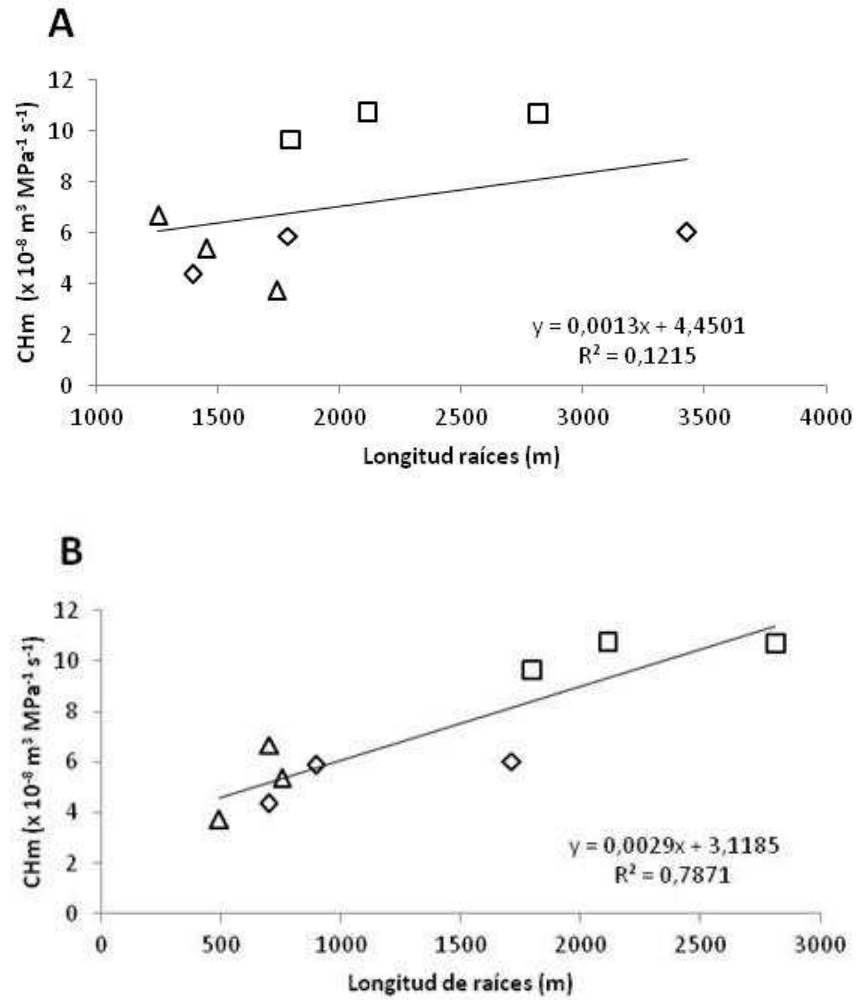 A
12
10
8
6
4
2
0
CHm (x 10⁻⁸ m³ MPa⁻¹ s⁻¹)
y = 0,0013x + 4,4501
R² = 0,1215
1000 1500 2000 2500 3000 3500 4000
Longitud raíces (m)
B
12
10
8
6
4
2
0
CHm (x 10⁻⁸ m³ MPa⁻¹ s⁻¹)
y = 0,0029x + 3,1185
R² = 0,7871
0 500 1000 1500 2000 2500 3000
Longitud de raíces (m)